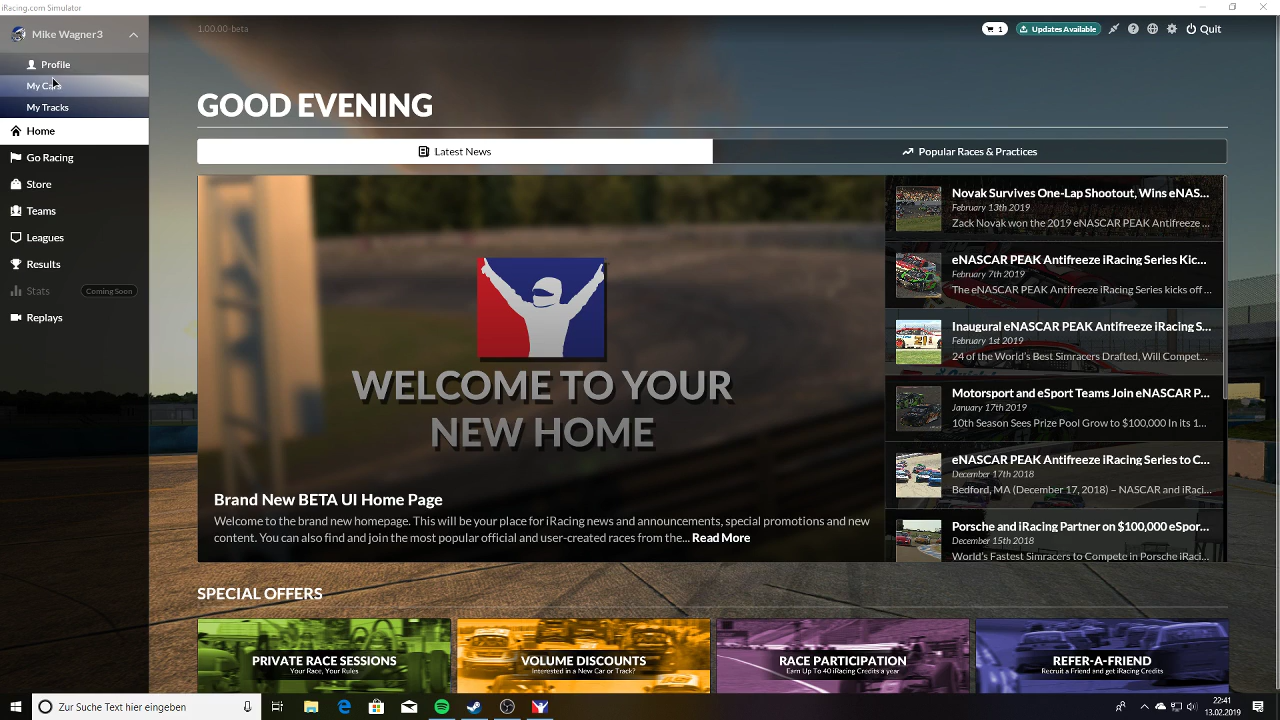 iRacing.com Simulator
Mike Wagner3
Profile
My Cars
My Tracks
Home
Go Racing
Store
Teams
Leagues
Results
Stats
Coming Soon
Replays
1.00.00-beta
1
Updates Available
Quit
GOOD EVENING
Latest News
Popular Races & Practices
WELCOME TO YOUR
NEW HOME
Brand New BETA UI Home Page
Welcome to the brand new homepage. This will be your place for iRacing news and announcements, special promotions and new
content. You can also find and join the most popular official and user-created races from the... Read More
Novak Survives One-Lap Shootout, Wins eNAS...
February 13th 2019
Zack Novak won the 2019 eNASCAR PEAK Antifreeze ...
eNASCAR PEAK Antifreeze iRacing Series Kic...
February 7th 2019
The eNASCAR PEAK Antifreeze iRacing Series kicks off ...
Inaugural eNASCAR PEAK Antifreeze iRacing S...
February 1st 2019
24 of the World's Best Simracers Drafted, Will Compet...
Motorsport and eSport Teams Join eNASCAR P...
January 17th 2019
10th Season Sees Prize Pool Grow to $100,000 In its 1...
eNASCAR PEAK Antifreeze iRacing Series to C...
December 17th 2018
Bedford, MA (December 17, 2018) – NASCAR and iRaci...
Porsche and iRacing Partner on $100,000 eSpor...
December 15th 2018
World's Fastest Simracers to Compete in Porsche iRaci...
SPECIAL OFFERS
PRIVATE RACE SESSIONS
Your Race, Your Rules
VOLUME DISCOUNTS
Interested in a New Car or Track?
RACE PARTICIPATION
Earn Up To 40 iRacing Credits a year
REFER-A-FRIEND
Recruit a Friend and get iRacing Credits
Zur Suche Text hier eingeben
22:41
13.02.2019